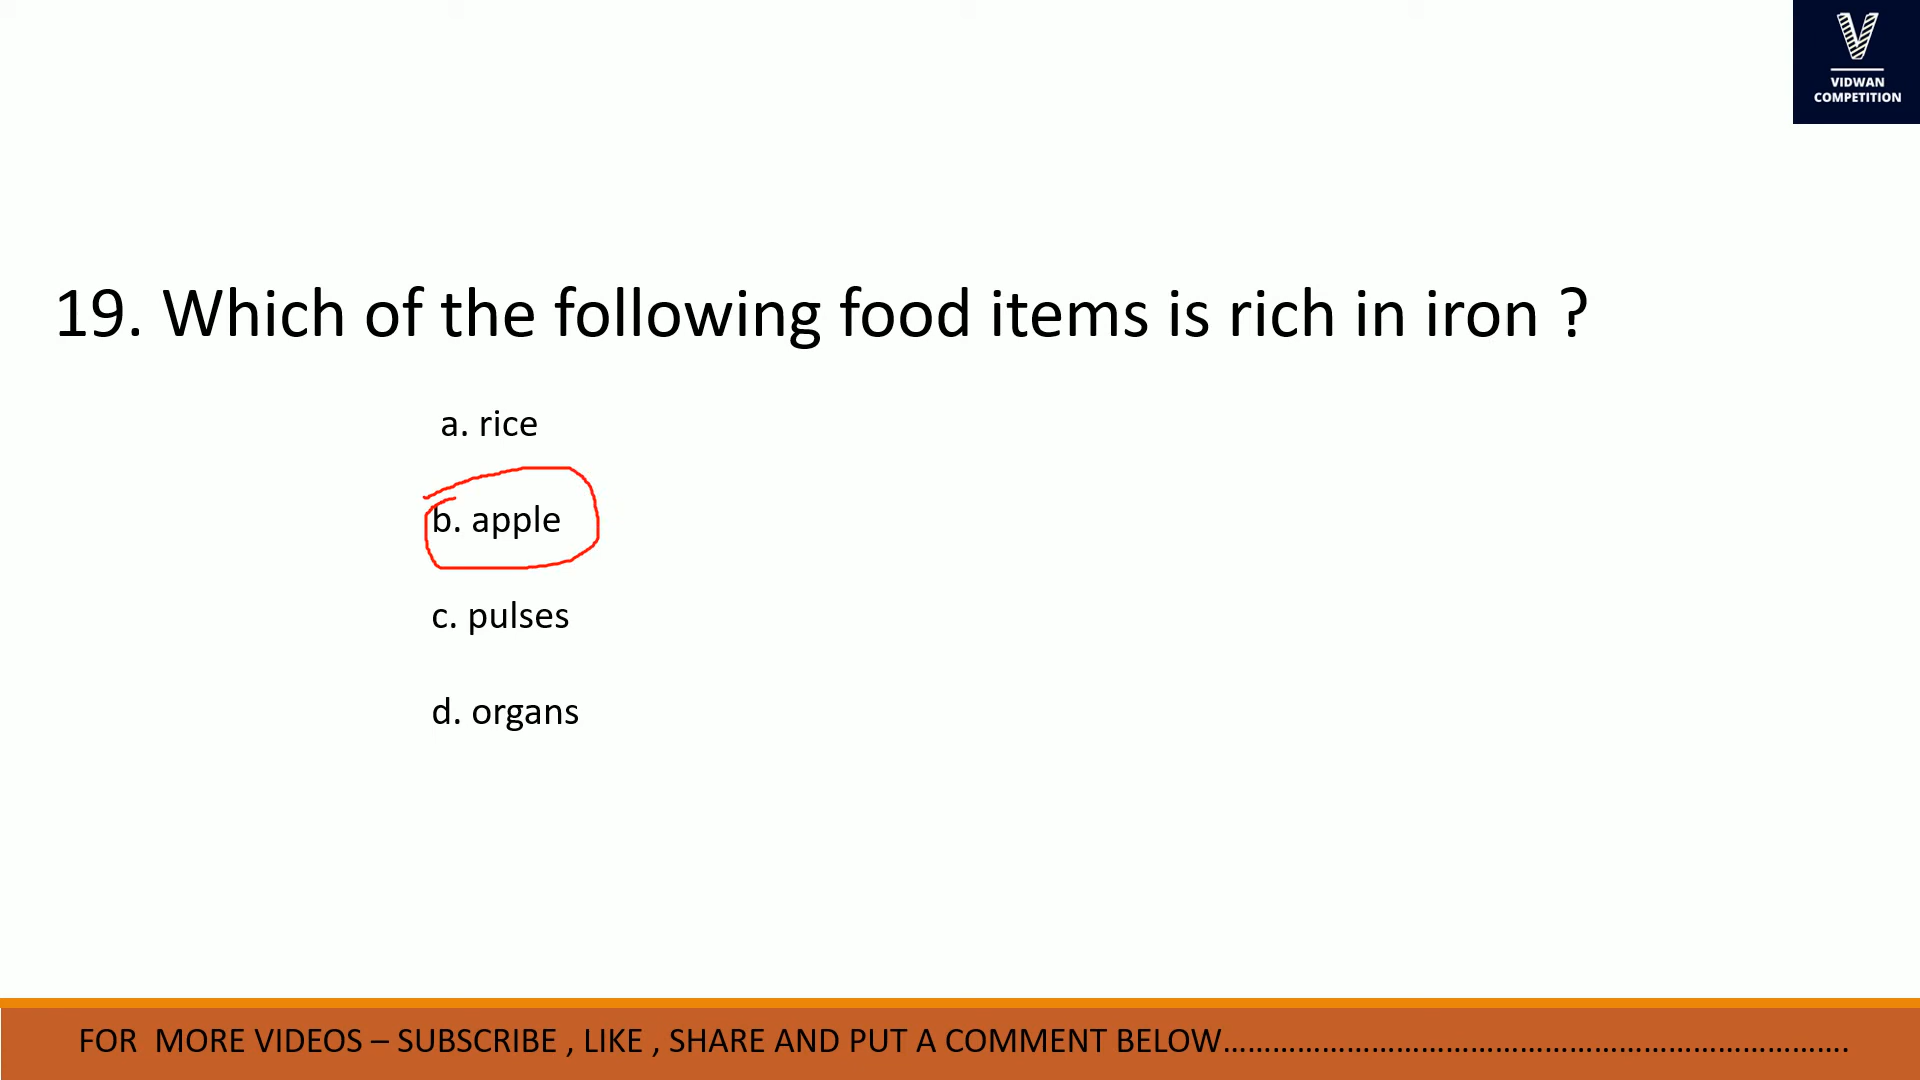 VIDWAN
COMPETITION
19. Which of the following food items is rich in iron ?
a. rice
b. apple
c. pulses
d. organs
FOR  MORE VIDEOS – SUBSCRIBE , LIKE , SHARE AND PUT A COMMENT BELOW………………………………………………………………….